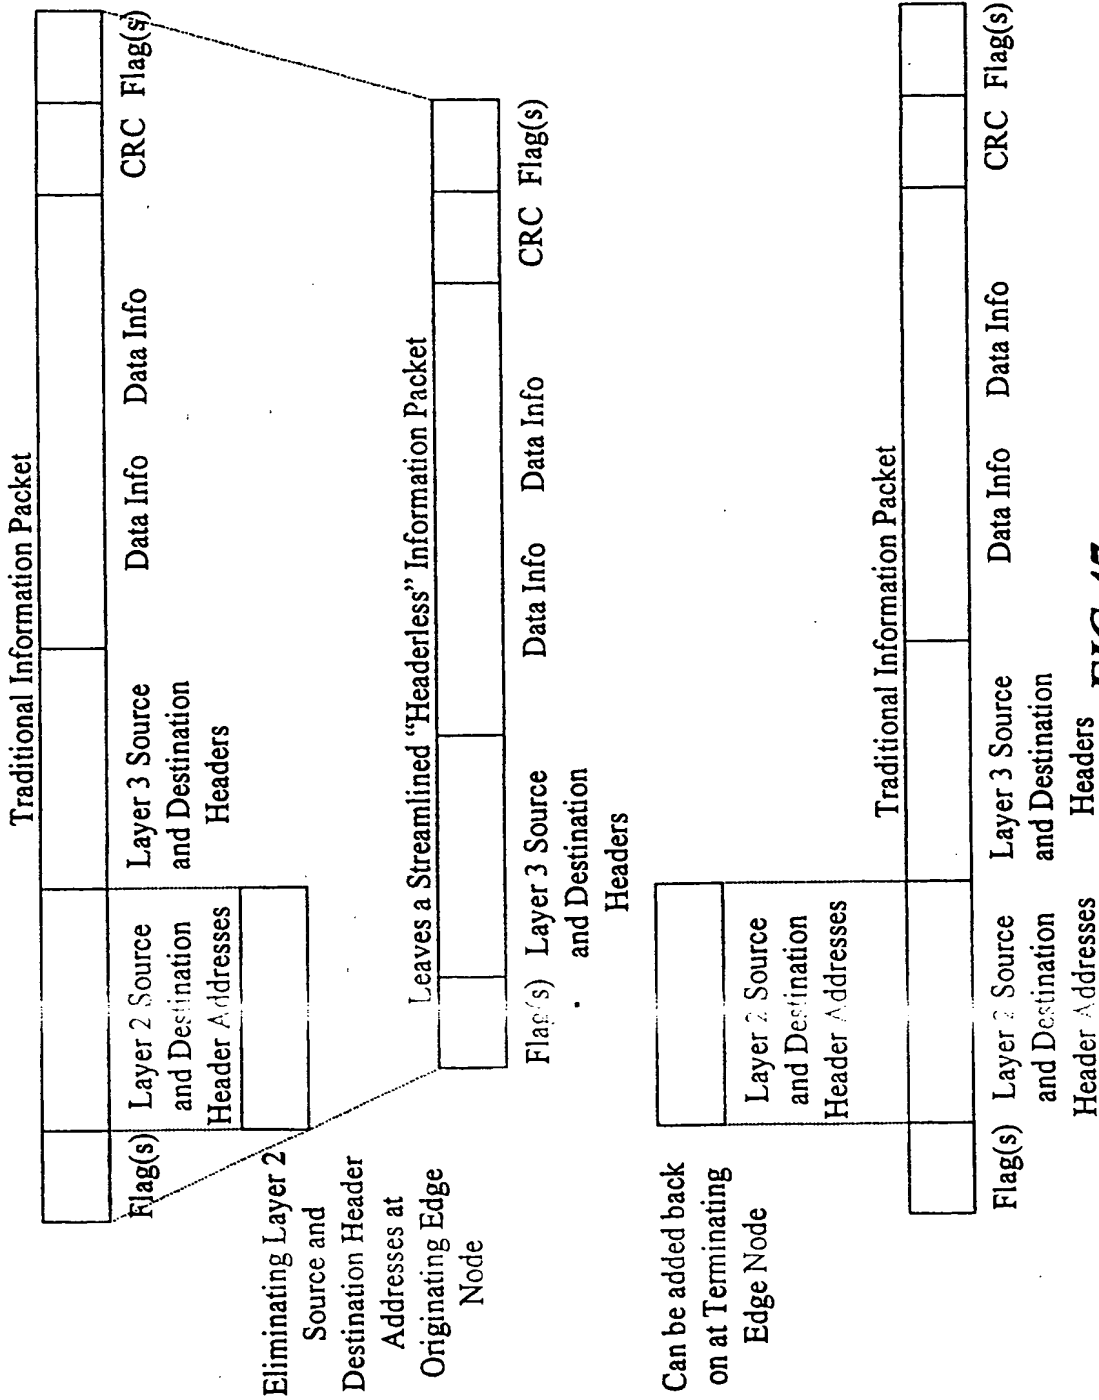 Traditional Information Packet
Flag(s)
Layer 2 Source
and Destination
Header Addresses
Layer 3 Source
and Destination
Headers
Data Info
Data Info
CRC
Flag(s)
Eliminating Layer 2
Source and
Destination Header
Addresses at
Originating Edge
Node
Leaves a Streamlined "Headerless" Information Packet
Flag(s)
Layer 3 Source
and Destination
Headers
Data Info
Data Info
CRC
Flag(s)
Can be added back
on at Terminating
Edge Node
Layer 2 Source
and Destination
Header Addresses
Traditional Information Packet
Flag(s)
Layer 2 Source
and Destination
Header Addresses
Layer 3 Source
and Destination
Headers
Data Info
Data Info
CRC
Flag(s)